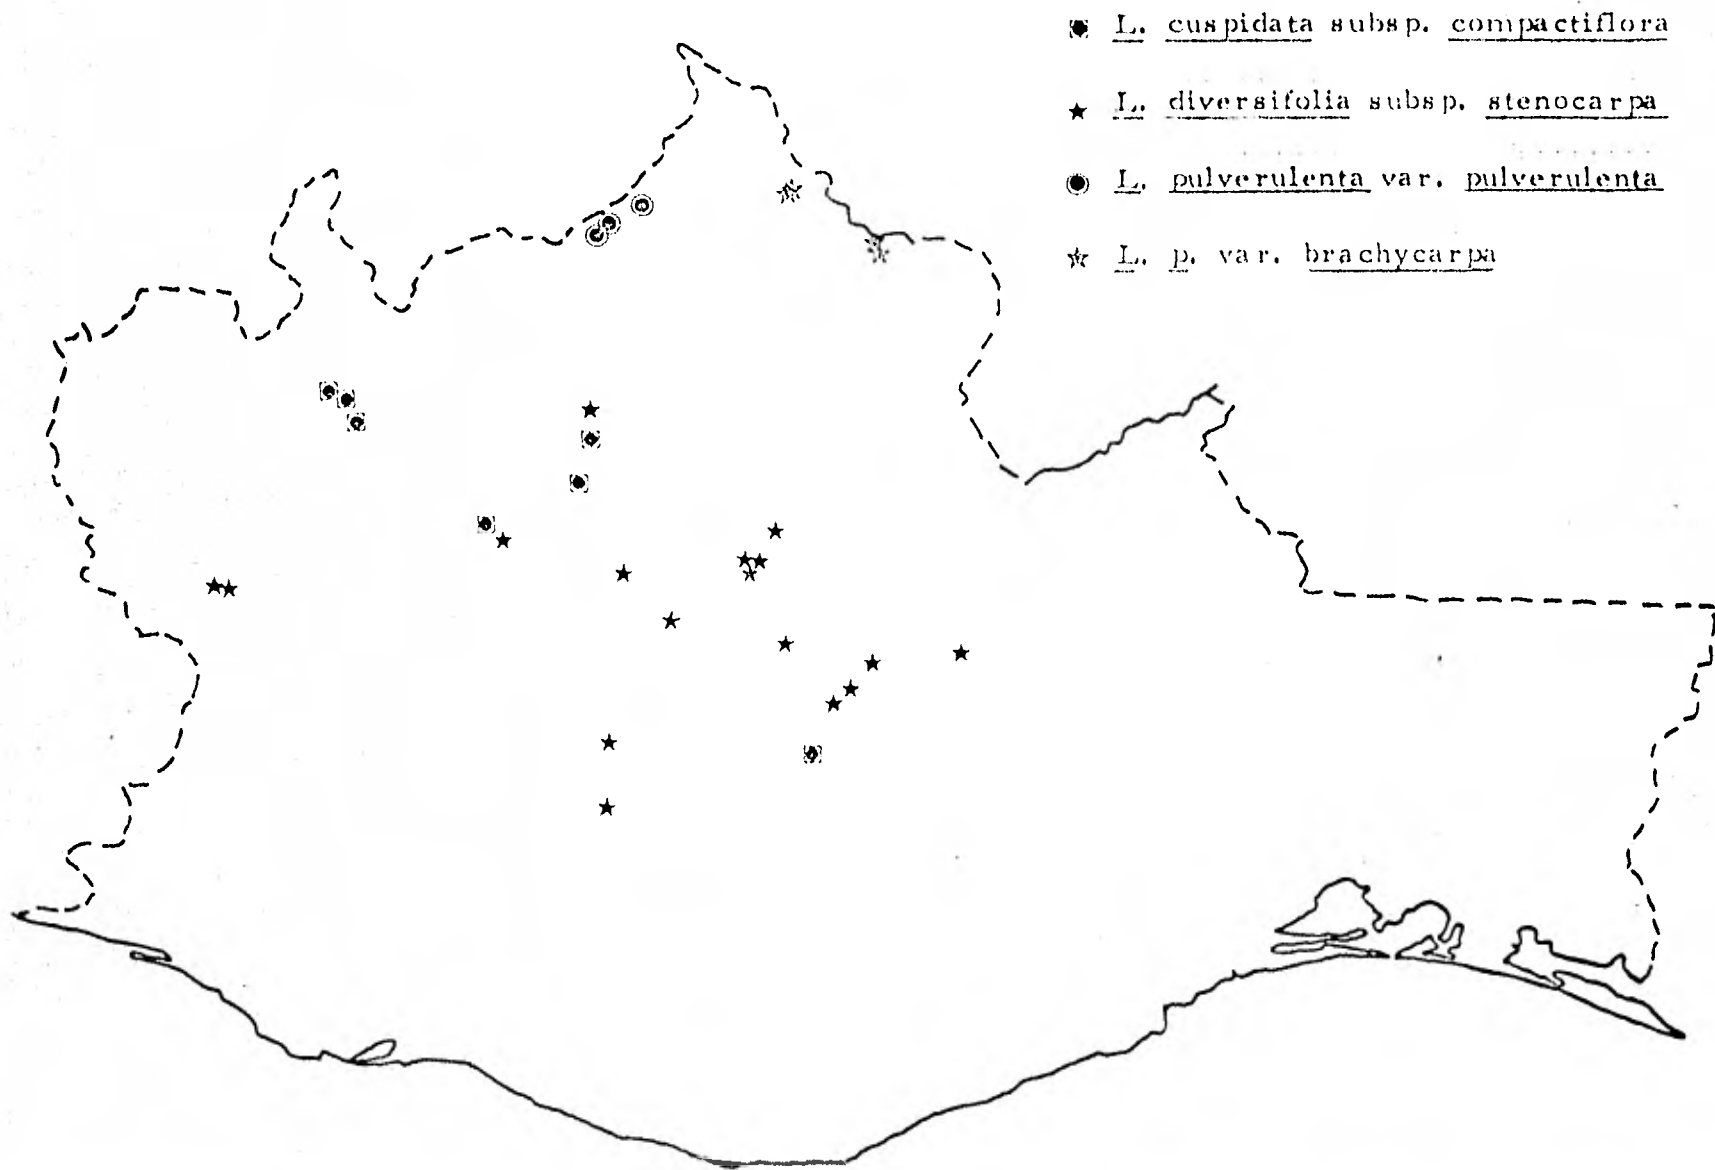 L. cuspidata subsp. compactiflora
L. diversifolia subsp. stenocarpa
L. pulverulenta var. pulverulenta
L. p. var. brachycarpa